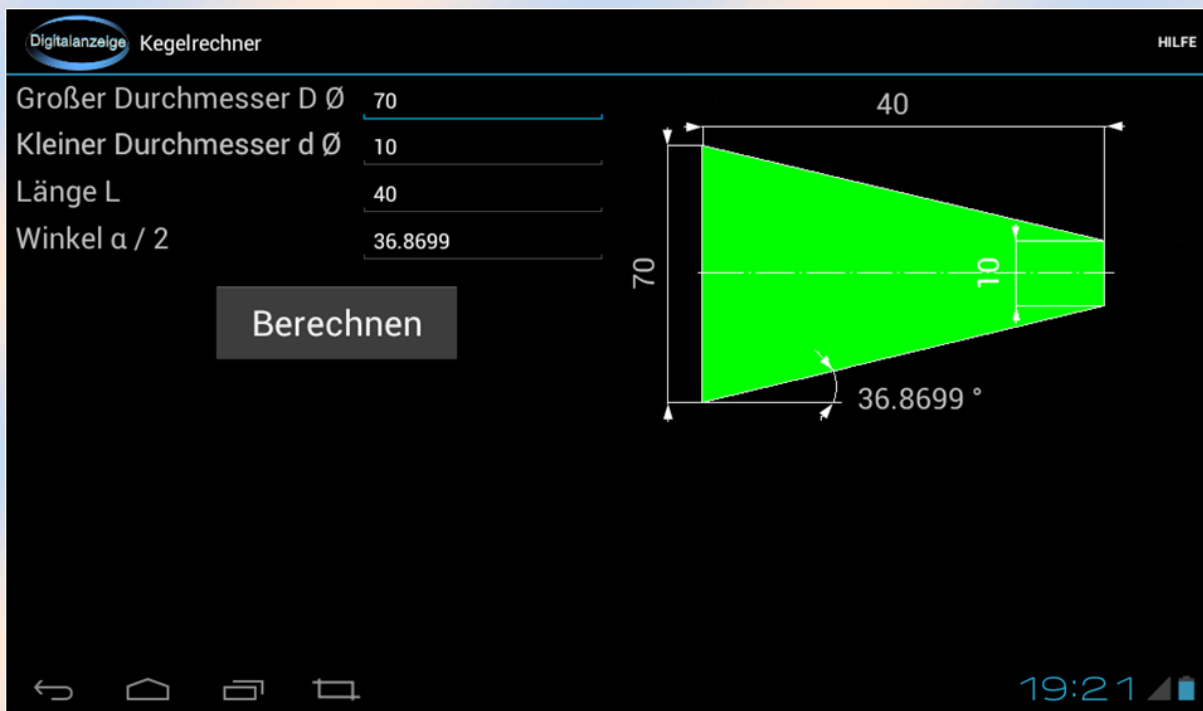 Digitalanzeige Kegelrechner HILFE
Großer Durchmesser D Ø 70
Kleiner Durchmesser d Ø 10
Länge L 40
Winkel α / 2 36.8699
Berechnen
40
70
10
36.8699 °
19:21